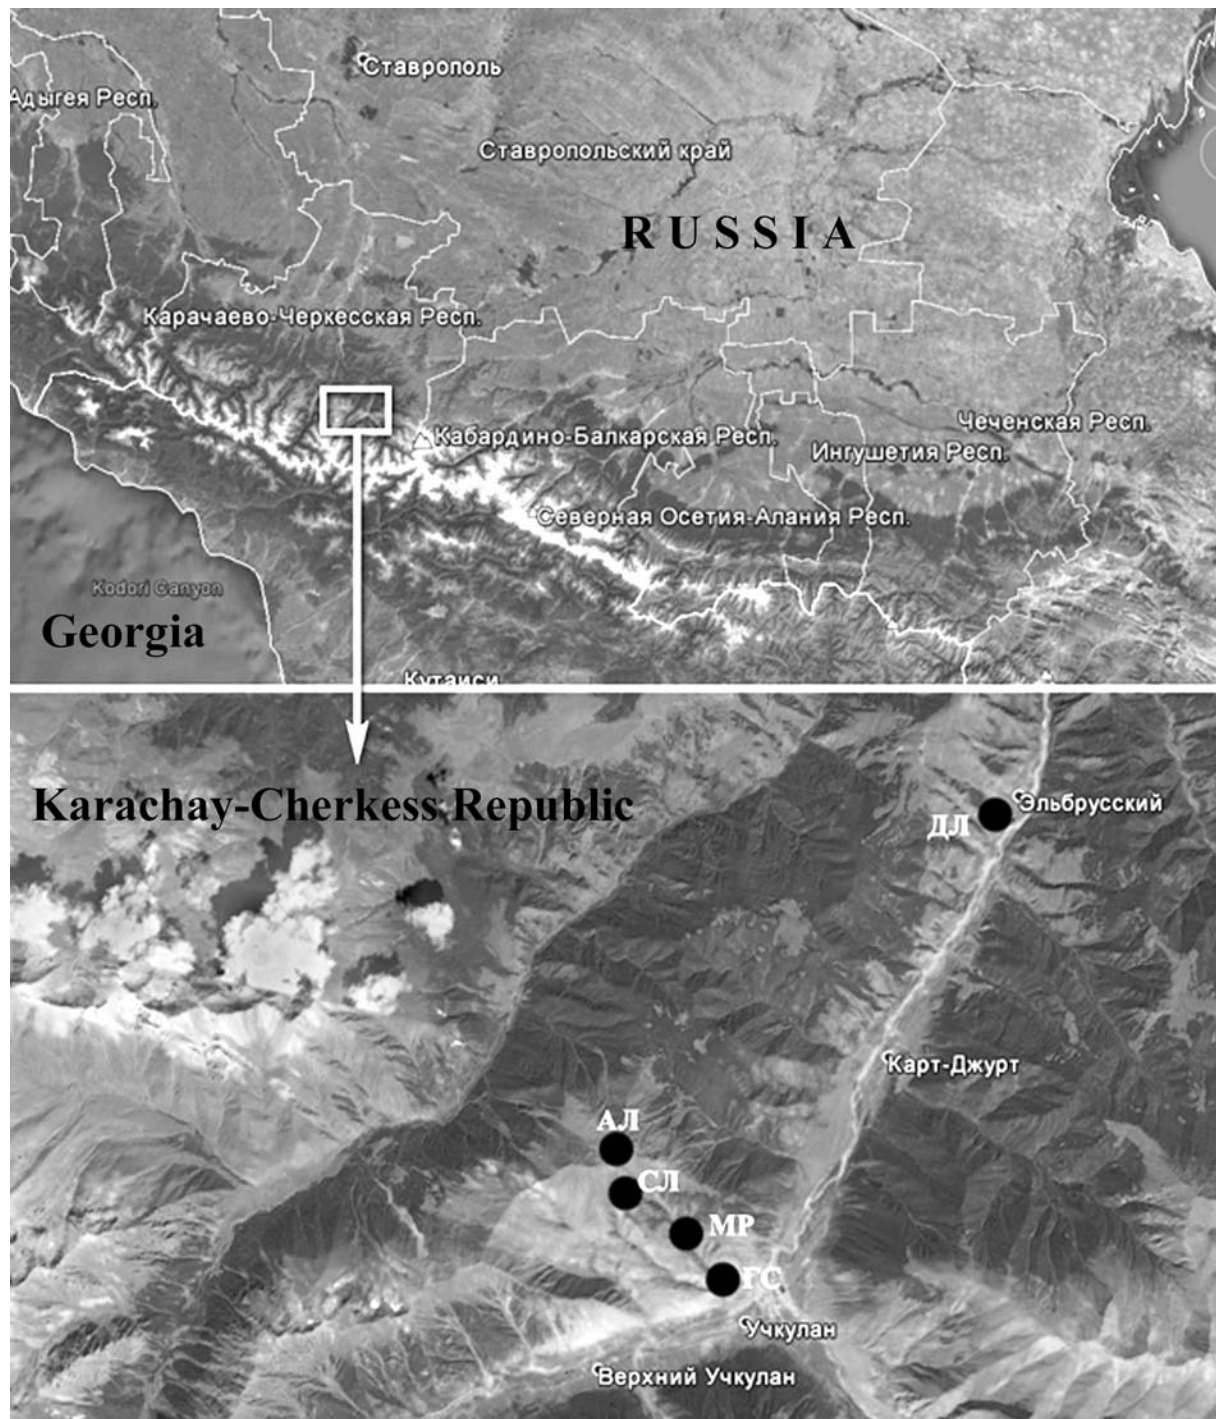 Ставрополь
Адыгея Респ.
Ставропольский край
RUSSIA
Карачаево-Черкесская Респ.
Чеченская Респ.
Кабардино-Балкарская Респ.
Ингушетия Респ.
Северная Осетия-Алания Респ.
Kodori Canyon
Georgia
Кутаиси
Karachay-Cherkess Republic
Эльбрусский
ДЛ
Карт-Джурт
АЛ
СЛ
МР
ГС
Учкулан
Верхний Учкулан